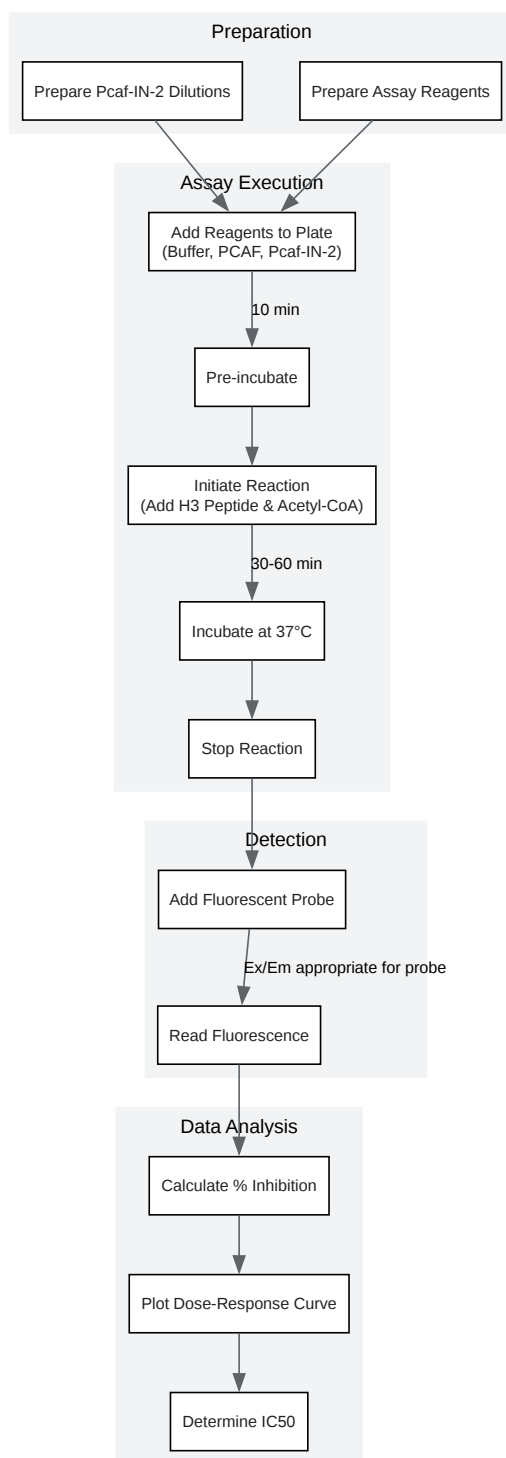 Preparation
Prepare Pcaf-IN-2 Dilutions
Prepare Assay Reagents
Assay Execution
Add Reagents to Plate
(Buffer, PCAF, Pcaf-IN-2)
10 min
Pre-incubate
Initiate Reaction
(Add H3 Peptide & Acetyl-CoA)
30-60 min
Incubate at 37°C
Stop Reaction
Detection
Add Fluorescent Probe
Ex/Em appropriate for probe
Read Fluorescence
Data Analysis
Calculate % Inhibition
Plot Dose-Response Curve
Determine IC50